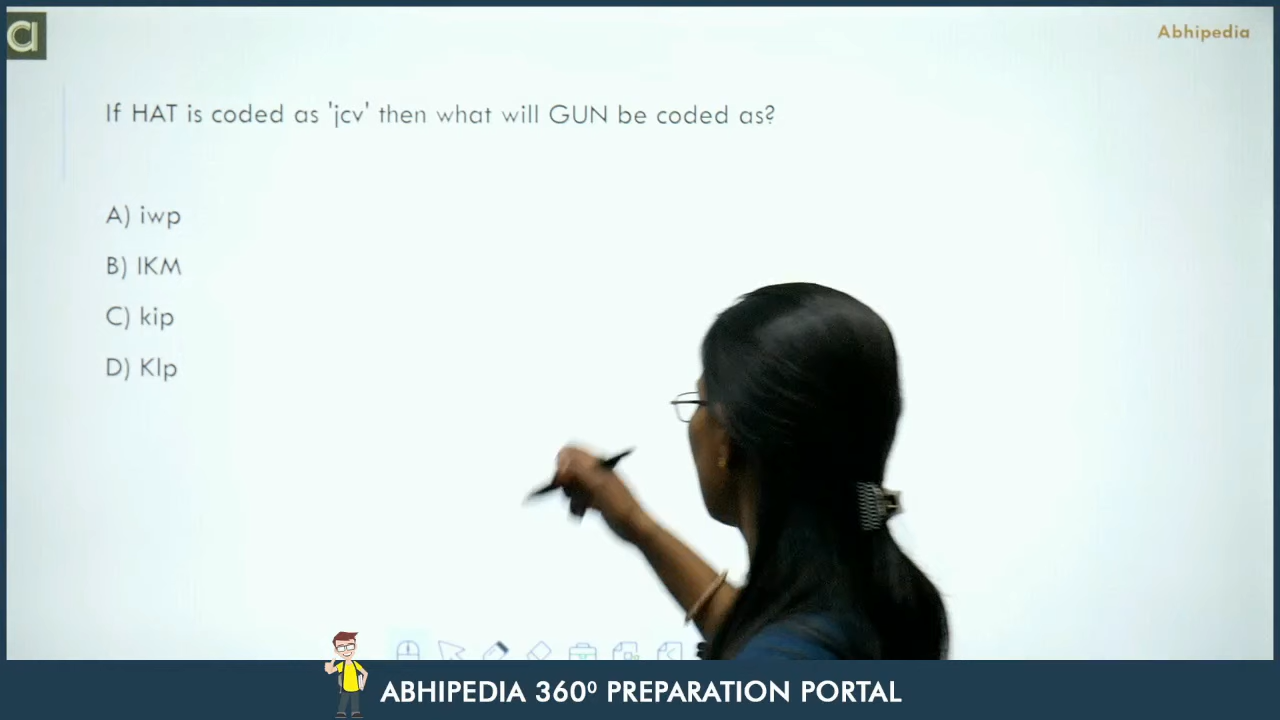 Abhipedia
If HAT is coded as 'jcv' then what will GUN be coded as?
A) iwp
B) IKM
C) kip
D) KIp
ABHIPEDIA 360⁰ PREPARATION PORTAL